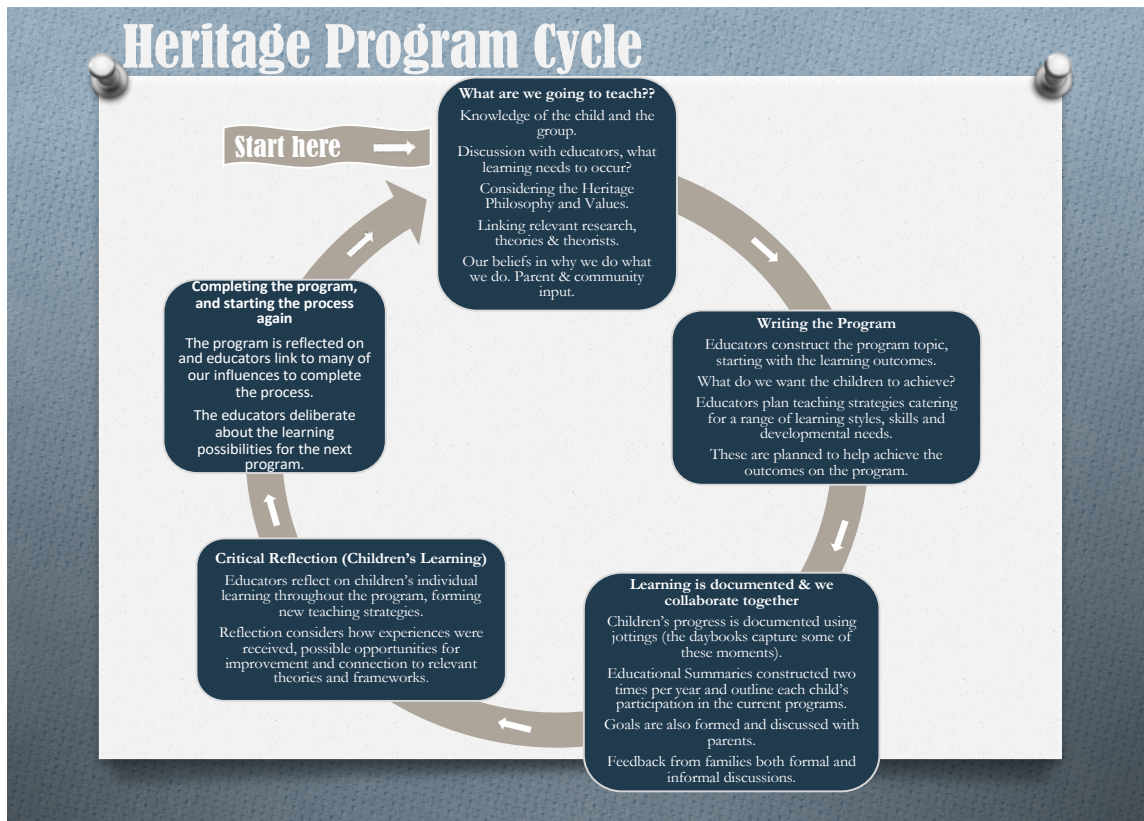 Heritage Program Cycle
Start here
What are we going to teach??
Knowledge of the child and the
group.
Discussion with educators, what
learning needs to occur?
Considering the Heritage
Philosophy and Values.
Linking relevant research,
theories & theorists.
Our beliefs in why we do what
we do. Parent & community
input.
Writing the Program
Educators construct the program topic,
starting with the learning outcomes.
What do we want the children to achieve?
Educators plan teaching strategies catering
for a range of learning styles, skills and
developmental needs.
These are planned to help achieve the
outcomes on the program.
Learning is documented & we
collaborate together
Children's progress is documented using
jottings (the daybooks capture some of
these moments).
Educational Summaries constructed two
times per year and outline each child's
participation in the current programs.
Goals are also formed and discussed with
parents.
Feedback from families both formal and
informal discussions.
Critical Reflection (Children's Learning)
Educators reflect on children's individual
learning throughout the program, forming
new teaching strategies.
Reflection considers how experiences were
received, possible opportunities for
improvement and connection to relevant
theories and frameworks.
Completing the program,
and starting the process
again
The program is reflected on
and educators link to many of
our influences to complete
the process.
The educators deliberate
about the learning
possibilities for the next
program.